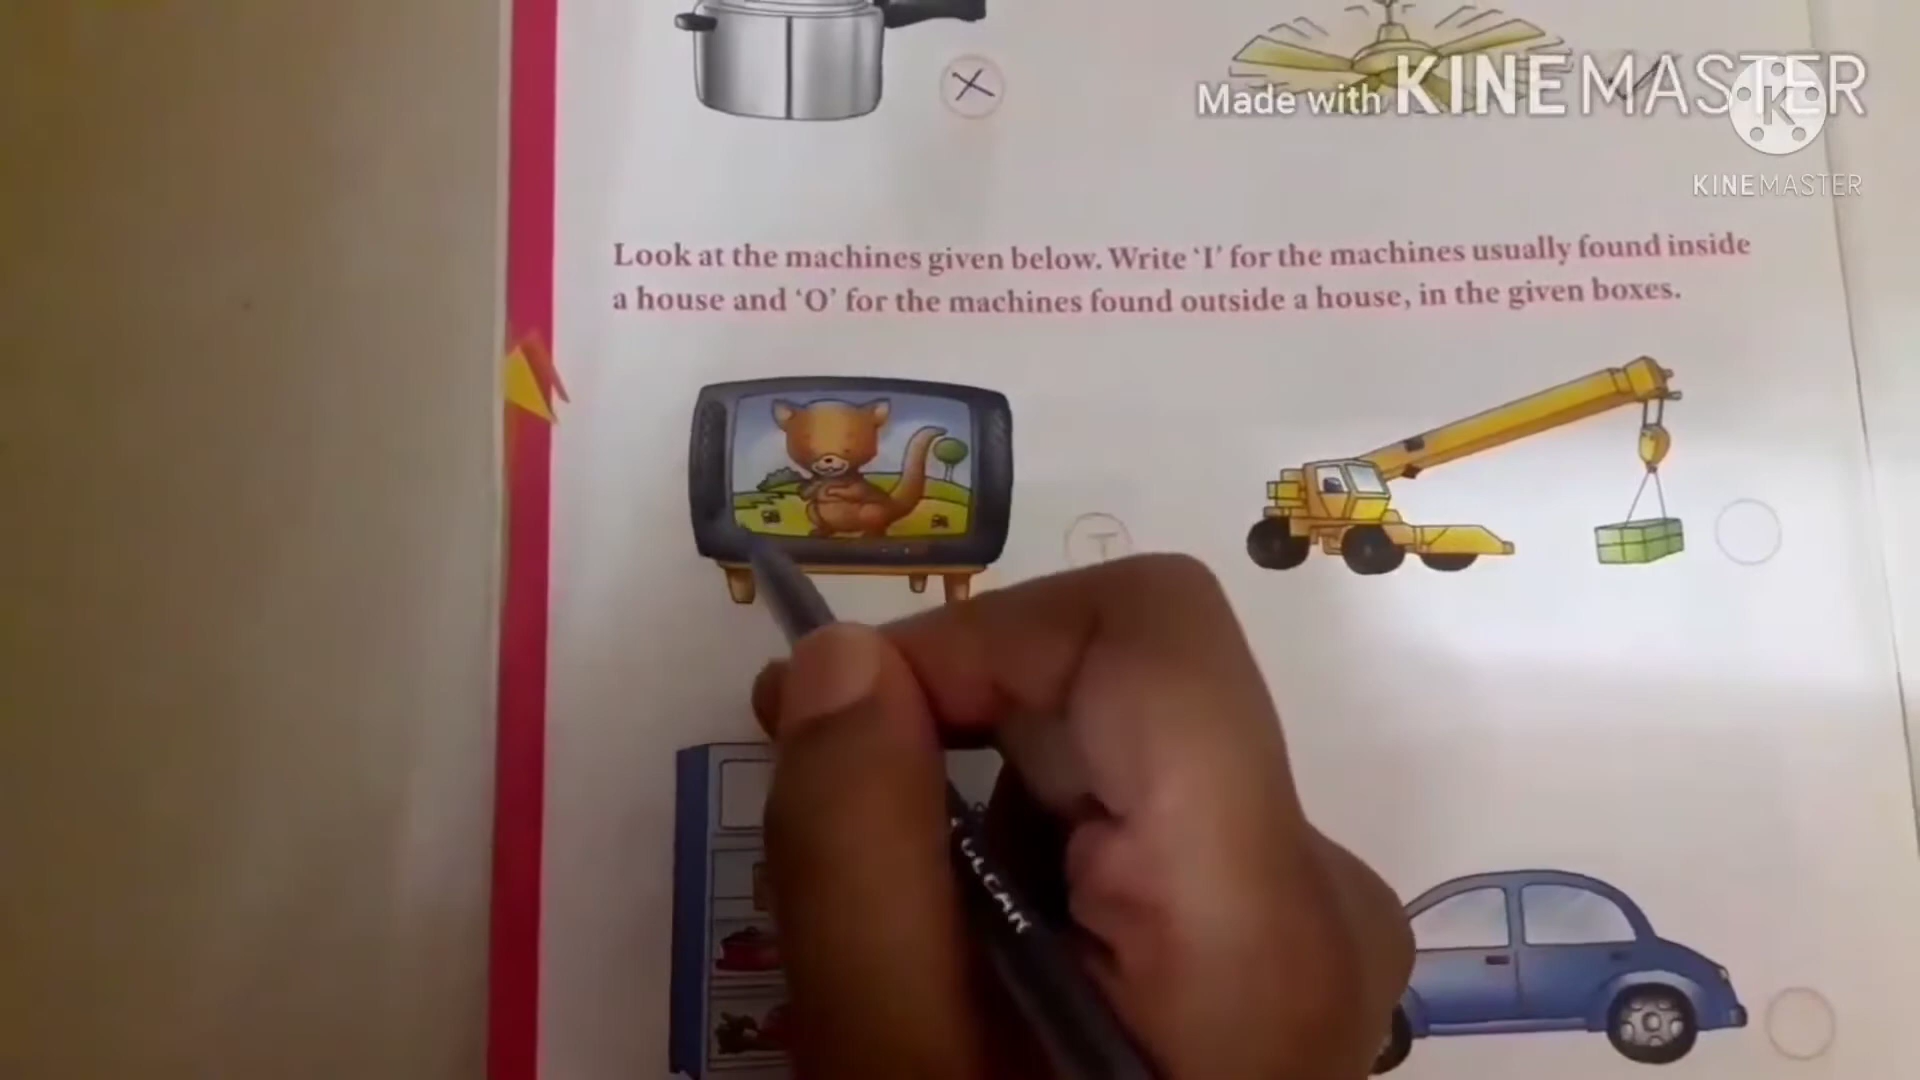 Made with KINEMASTER
KINEMASTER
Look at the machines given below. Write ‘I’ for the machines usually found inside
a house and ‘O’ for the machines found outside a house, in the given boxes.
I